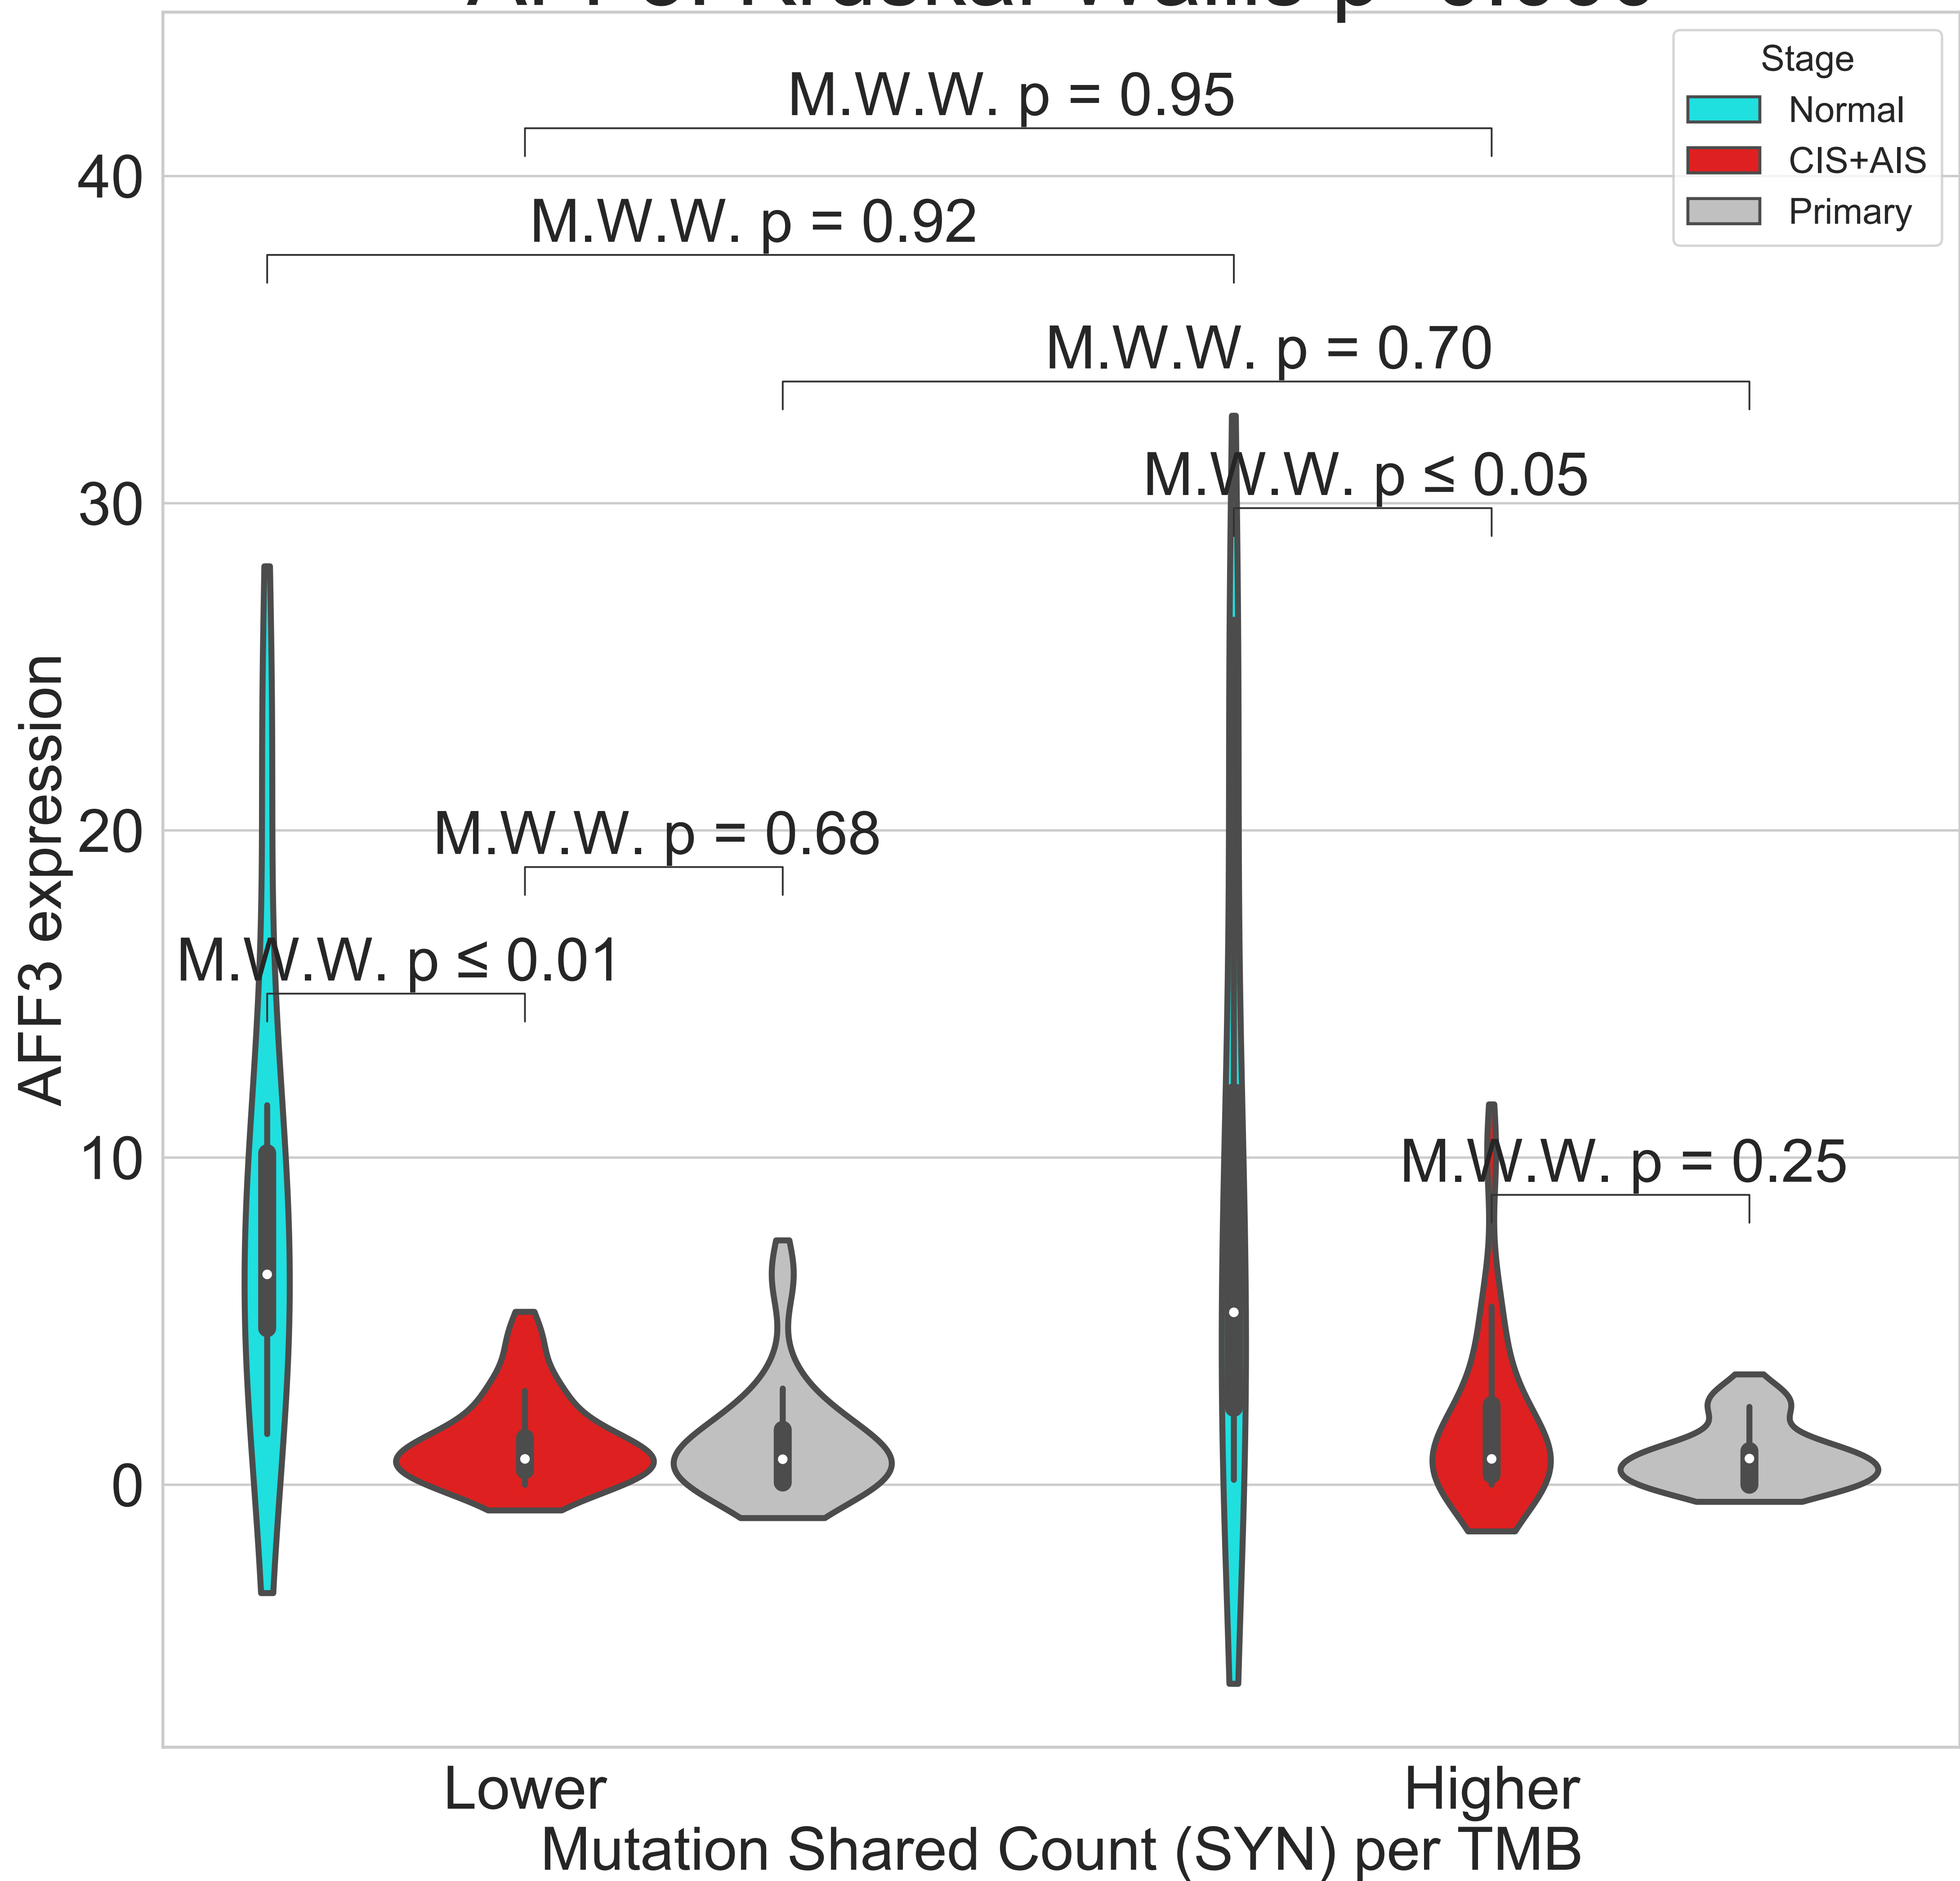 Stage
Normal
CIS+AIS
Primary
M.W.W. p = 0.95
M.W.W. p = 0.92
M.W.W. p = 0.70
M.W.W. p ≤ 0.05
M.W.W. p = 0.68
M.W.W. p ≤ 0.01
M.W.W. p = 0.25
40
30
20
10
0
AFF3 expression
Lower
Higher
Mutation Shared Count (SYN) per TMB